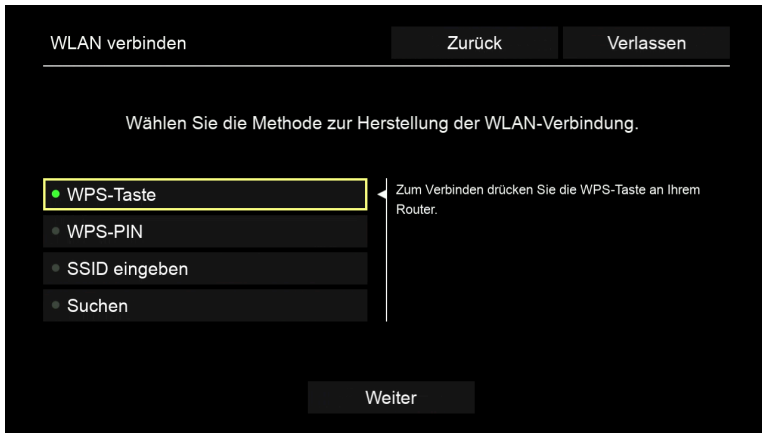 WLAN verbinden
Zurück
Verlassen
Wählen Sie die Methode zur Herstellung der WLAN-Verbindung.
WPS-Taste
WPS-PIN
SSID eingeben
Suchen
Zum Verbinden drücken Sie die WPS-Taste an Ihrem
Router.
Weiter